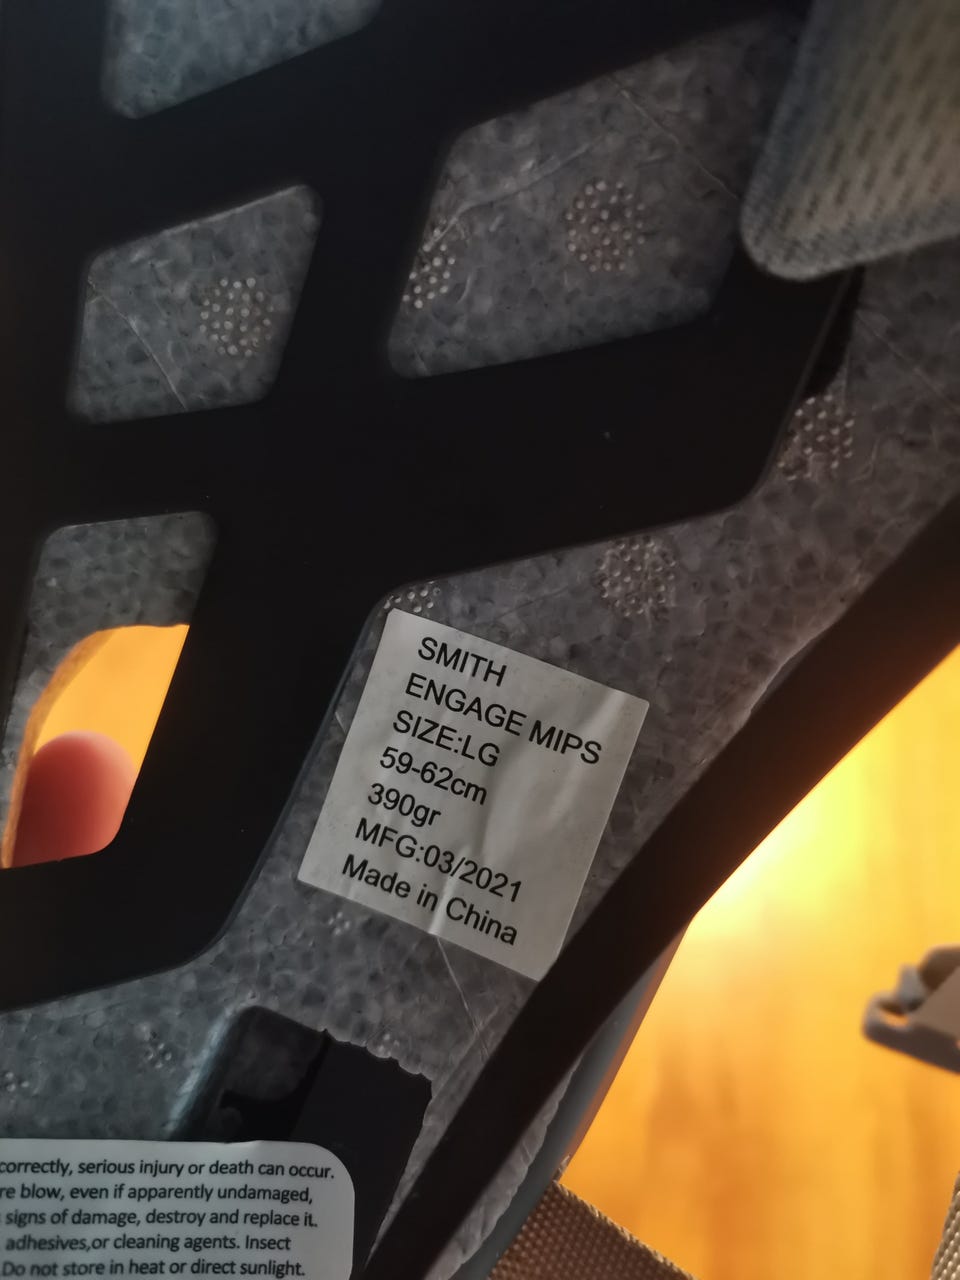 SMITH
ENGAGE MIPS
SIZE:LG
59-62cm
390gr
MFG:03/2021
Made in China
correctly, serious injury or death can occur.
re blow, even if apparently undamaged,
signs of damage, destroy and replace it.
adhesives,or cleaning agents. Insect
Do not store in heat or direct sunlight.